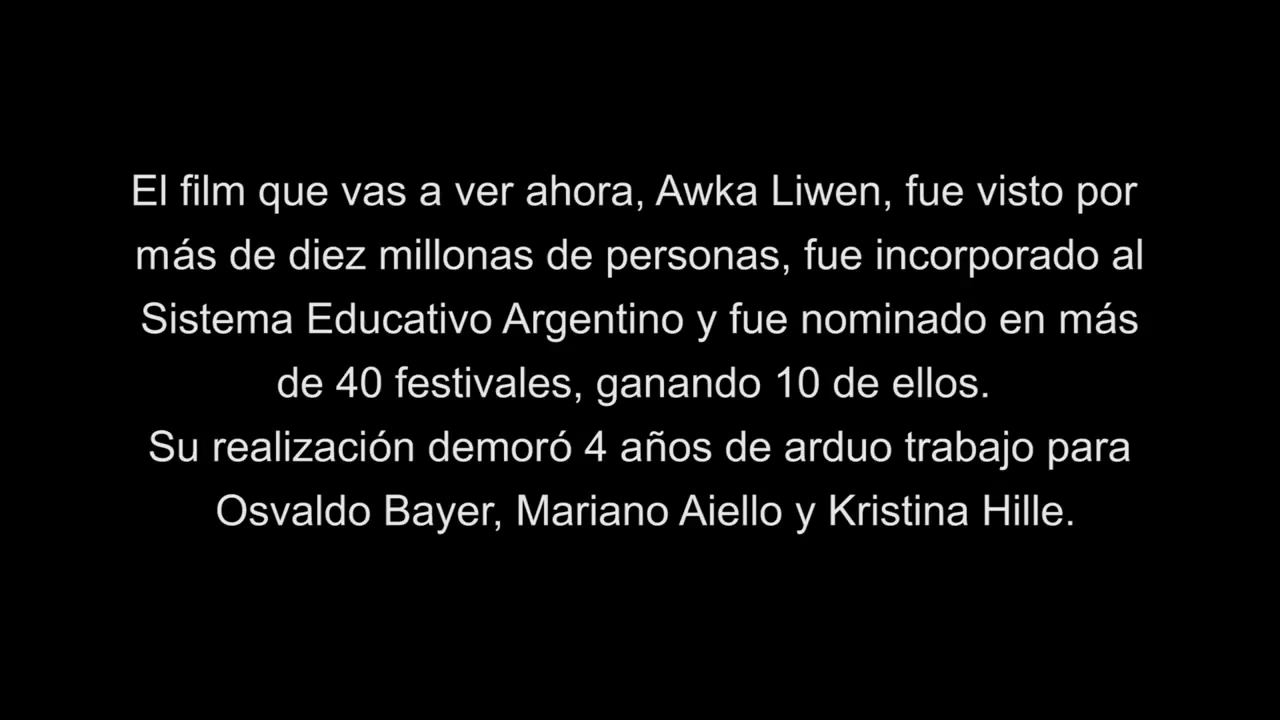 El film que vas a ver ahora, Awka Liwen, fue visto por
más de diez millonas de personas, fue incorporado al
Sistema Educativo Argentino y fue nominado en más
de 40 festivales, ganando 10 de ellos.
Su realización demoró 4 años de arduo trabajo para
Osvaldo Bayer, Mariano Aiello y Kristina Hille.